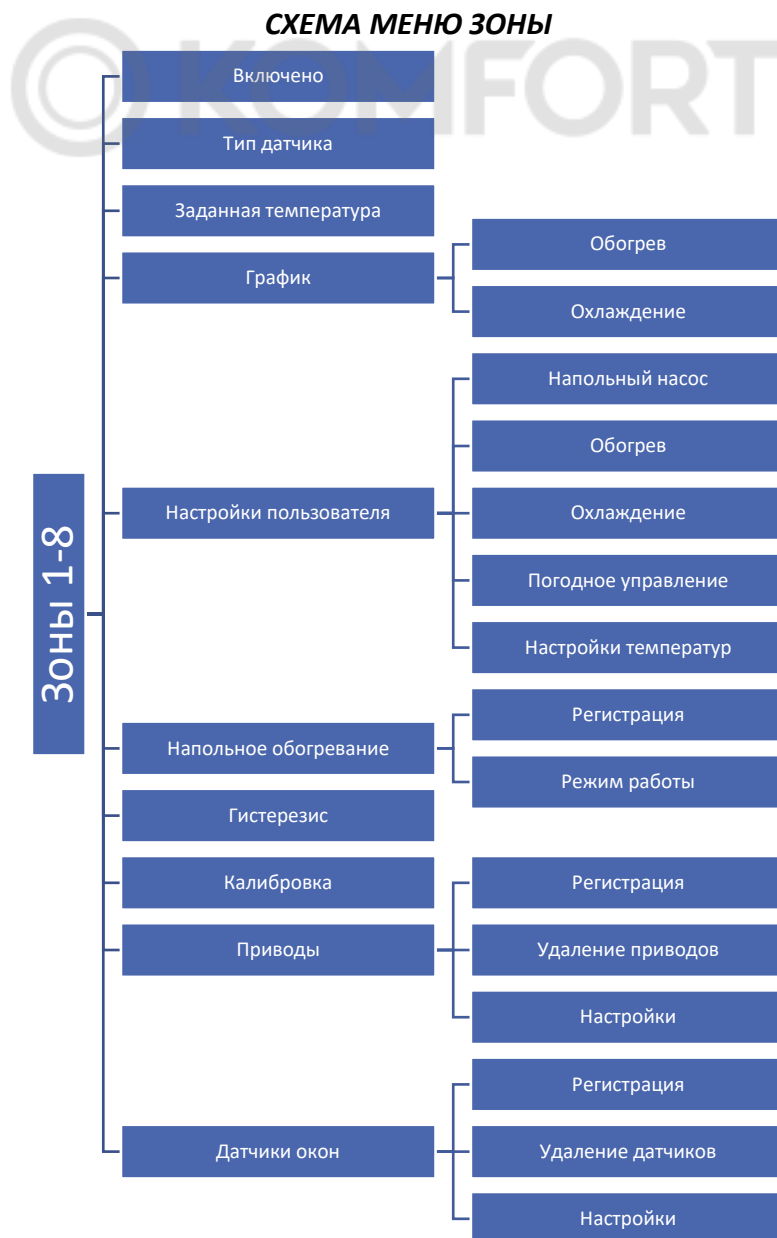 СХЕМА МЕНЮ ЗОНЫ
KOMFORT
Зоны 1-8
Включено
Тип датчика
Заданная температура
График
Обогрев
Охлаждение
Настройки пользователя
Напольный насос
Обогрев
Охлаждение
Погодное управление
Настройки температур
Напольное обогревание
Регистрация
Режим работы
Гистерезис
Калибровка
Приводы
Регистрация
Удаление приводов
Настройки
Датчики окон
Регистрация
Удаление датчиков
Настройки